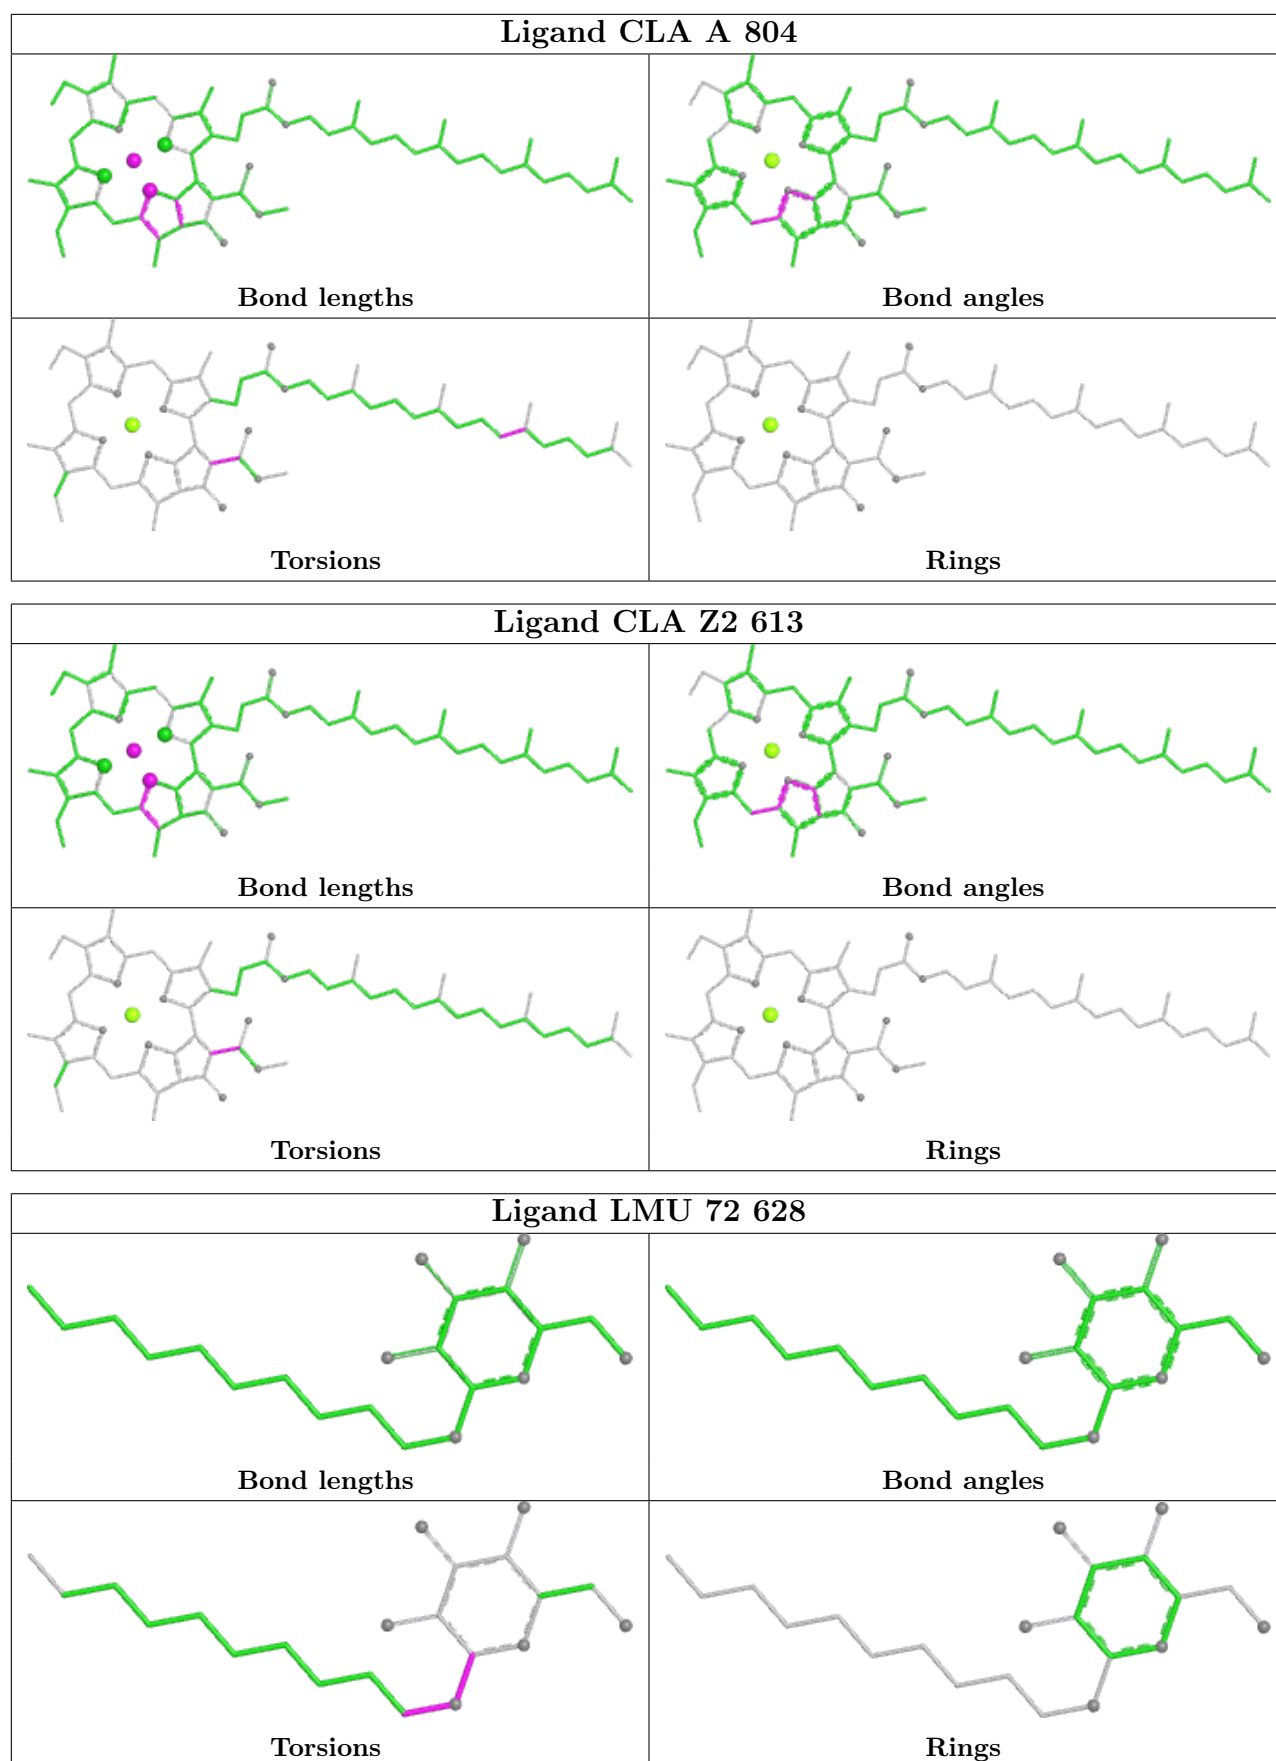 Ligand CLA A 804
Bond lengths
Bond angles
Torsions
Rings
Ligand CLA Z2 613
Bond lengths
Bond angles
Torsions
Rings
Ligand LMU 72 628
Bond lengths
Bond angles
Torsions
Rings